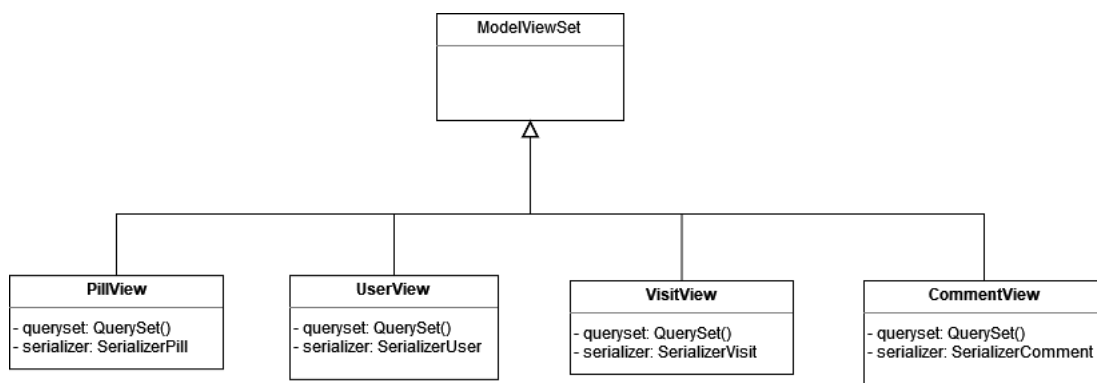 ModelViewSet
PillView
- queryset: QuerySet()
- serializer: SerializerPill
UserView
- queryset: QuerySet()
- serializer: SerializerUser
VisitView
- queryset: QuerySet()
- serializer: SerializerVisit
CommentView
- queryset: QuerySet()
- serializer: SerializerComment